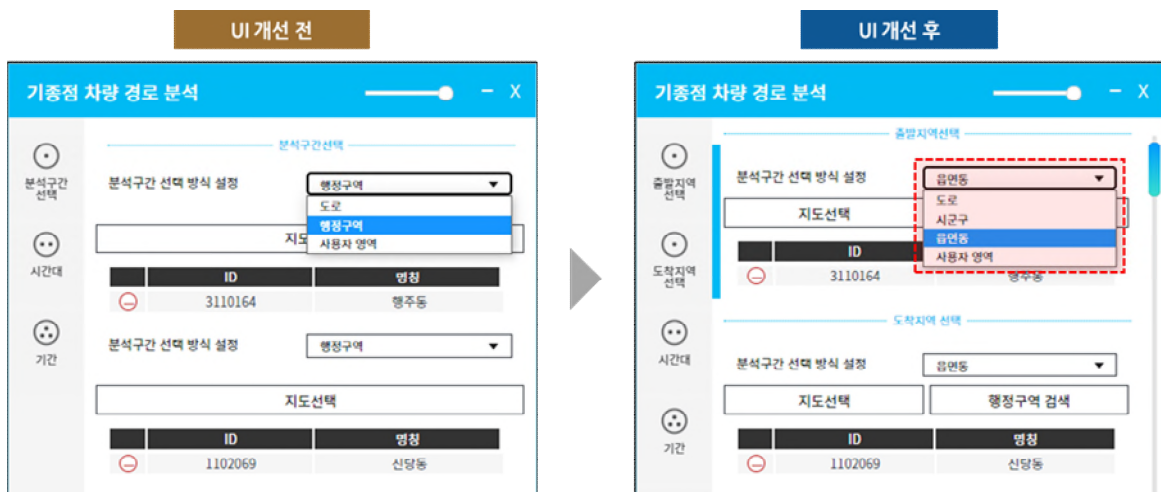 UI 개선 전
기종점 차량 경로 분석
– X
분석구간선택
분석구간
선택
분석구간 선택 방식 설정
행정구역
도로
행정구역
사용자 영역
시간대
ID
명칭
3110164
행주동
기간
분석구간 선택 방식 설정
행정구역
지도선택
ID
명칭
1102069
신당동
UI 개선 후
기종점 차량 경로 분석
– X
출발지역선택
출발지역
선택
분석구간 선택 방식 설정
읍면동
도로
시군구
읍면동
사용자 영역
지도선택
ID
3110164
행주동
도착지역
선택
도착지역 선택
시간대
분석구간 선택 방식 설정
읍면동
지도선택
행정구역 검색
기간
ID
명칭
1102069
신당동